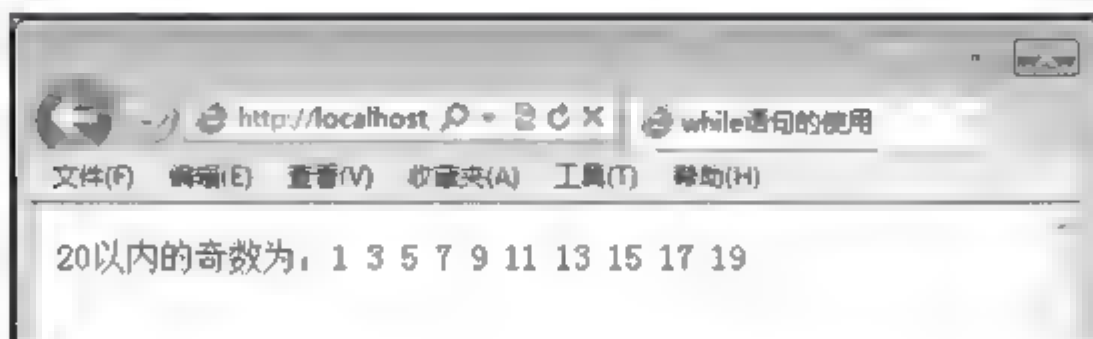 http://localhost while语句的使用
文件(F) 编辑(E) 查看(V) 收藏夹(A) 工具(T) 帮助(H)
20以内的奇数为：1 3 5 7 9 11 13 15 17 19